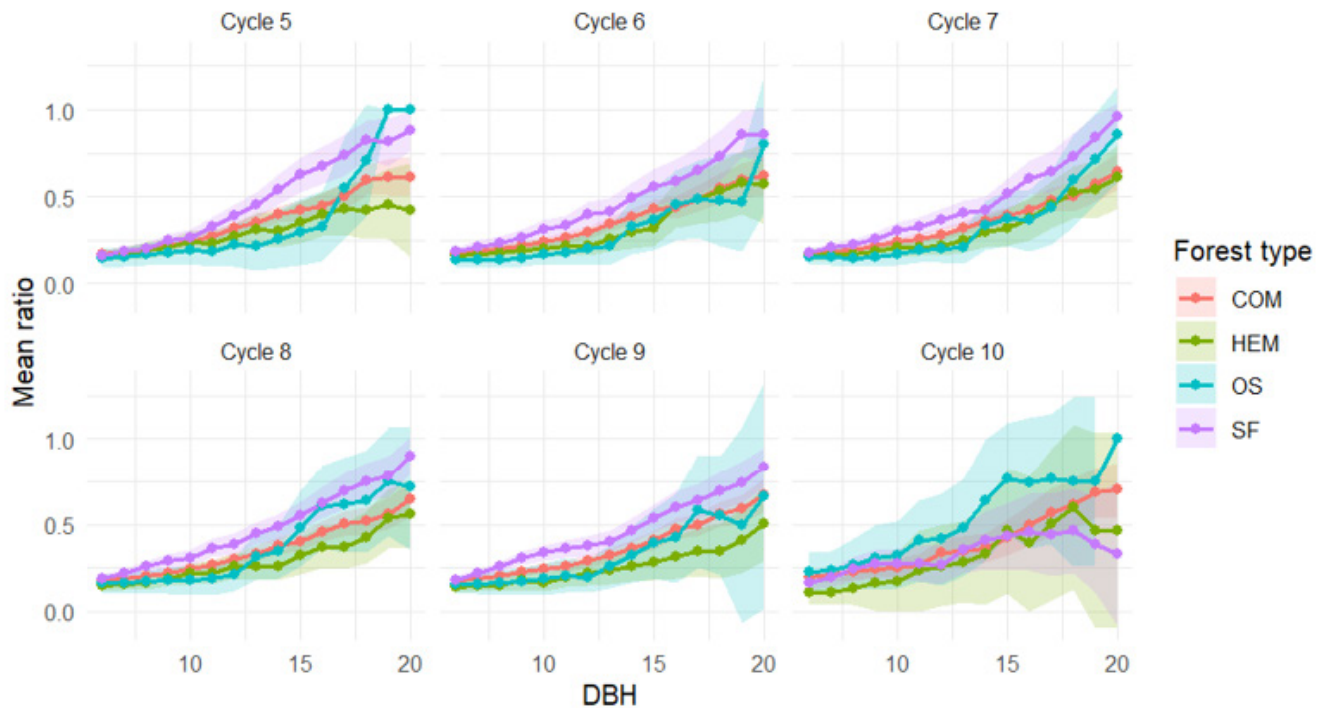 Cycle 5 Cycle 6 Cycle 7
1.0
0.5
0.0
Mean ratio
Forest type
COM
HEM
OS
SF
Cycle 8 Cycle 9 Cycle 10
1.0
0.5
0.0
10 15 20 10 15 20 10 15 20
DBH